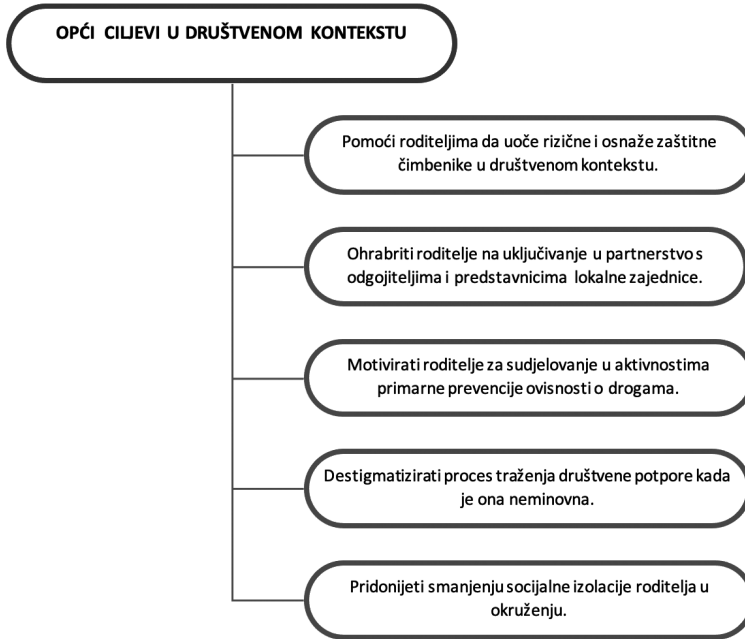 OPĆI CILJEVI U DRUŠTVENOM KONTEKSTU
Pomoći roditeljima da uoče rizične i osnaže zaštitne
čimbenike u društvenom kontekstu.
Ohrabriti roditelje na uključivanje u partnerstvo s
odgojiteljima i predstavnicima lokalne zajednice.
Motivirati roditelje za sudjelovanje u aktivnostima
primarne prevencije ovisnosti o drogama.
Destigmatizirati proces traženja društvene potpore kada
je ona neminovna.
Pridonijeti smanjenju socijalne izolacije roditelja u
okruženju.